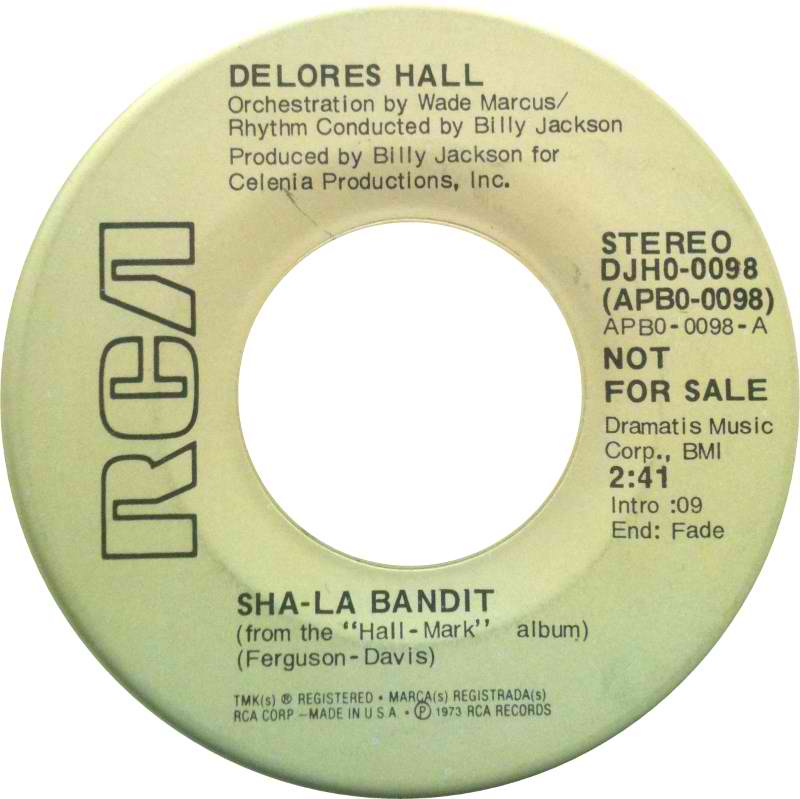 DELORES HALL
Orchestration by Wade Marcus/
Rhythm Conducted by Billy Jackson
Produced by Billy Jackson for
Celenia Productions, Inc.
RCA
STEREO
DJH0-0098
(APB0-0098)
APB0-0098-A
NOT
FOR SALE
Dramatis Music
Corp., BMI
2:41
Intro :09
End: Fade
SHA-LA BANDIT
(from the "Hall-Mark" album)
(Ferguson-Davis)
TMK(s) ® REGISTERED • MARCA(s) REGISTRADA(s)
RCA CORP –MADE IN U.S.A • ℗ 1973 RCA RECORDS